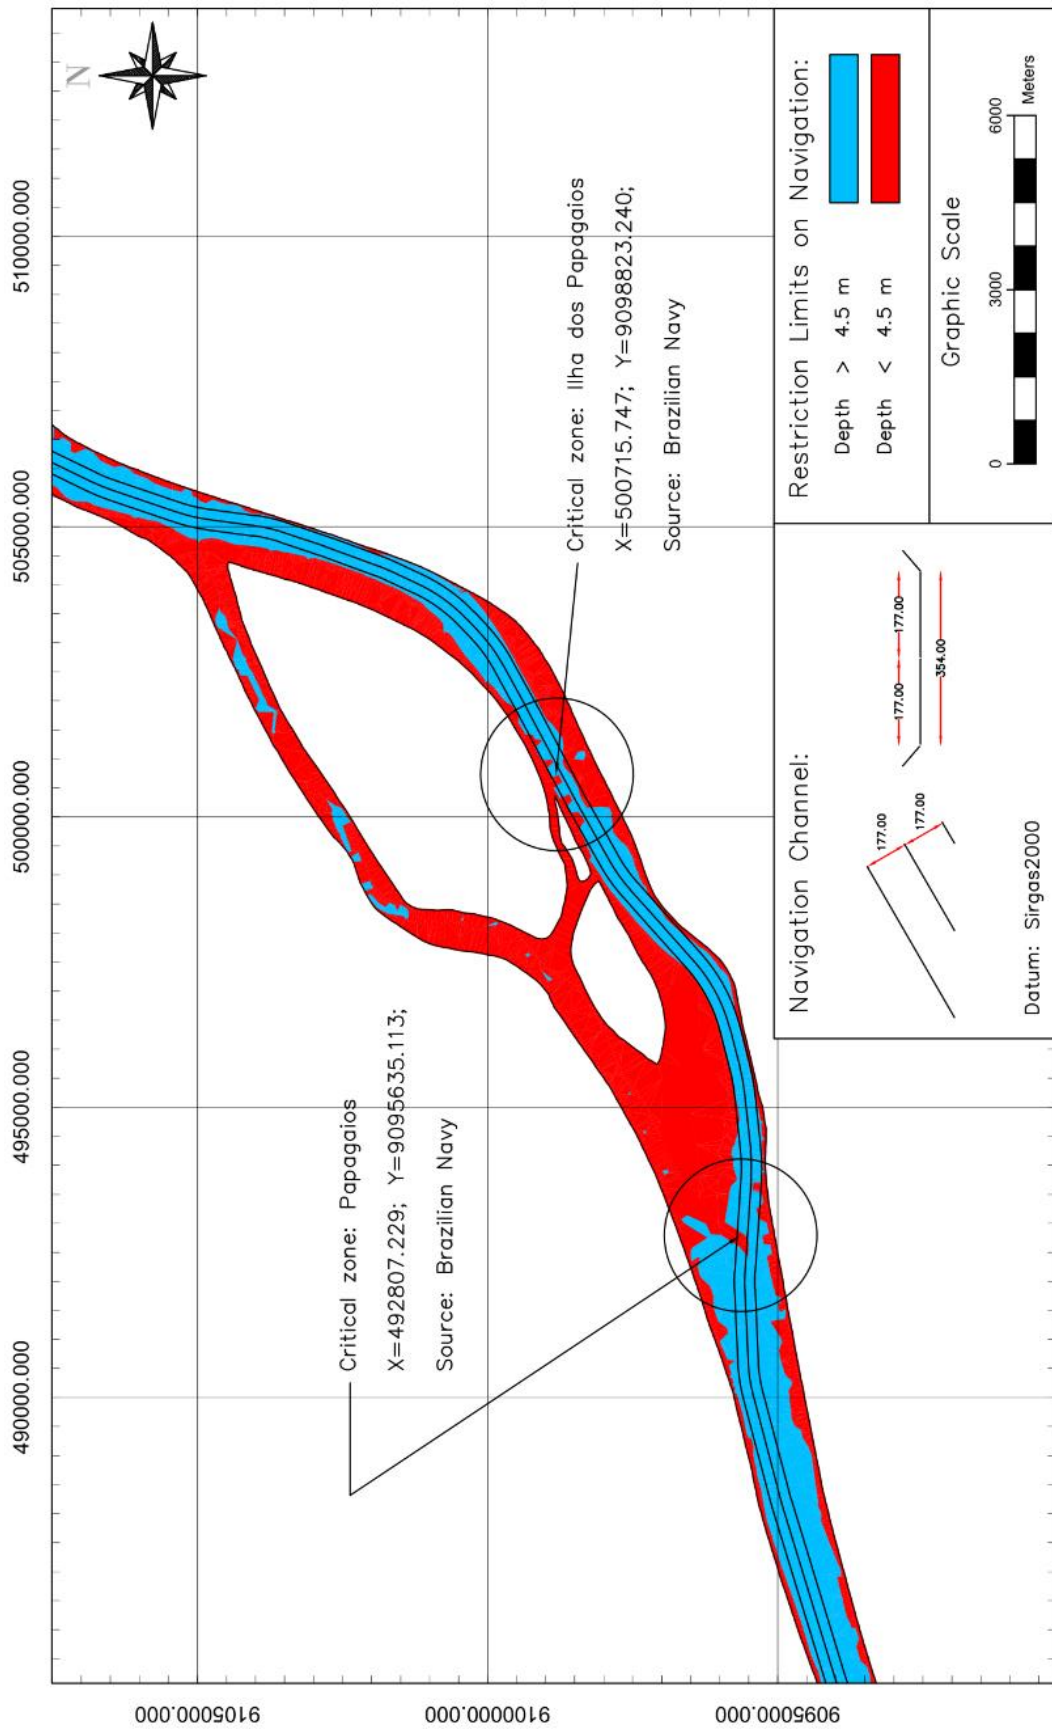 N
510000.000
505000.000
500000.000
495000.000
490000.000
9105000.000
9100000.000
9095000.000
Critical zone: Papagaios
X=492807.229; Y=9095635.113;
Source: Brazilian Navy
Critical zone: Ilha dos Papagaios
X=500715.747; Y=9098823.240;
Source: Brazilian Navy
Navigation Channel:
177.00
177.00
177.00
177.00
354.00
Datum: Sirgas2000
Restriction Limits on Navigation:
Depth > 4.5 m
Depth < 4.5 m
Graphic Scale
0
3000
6000
Meters